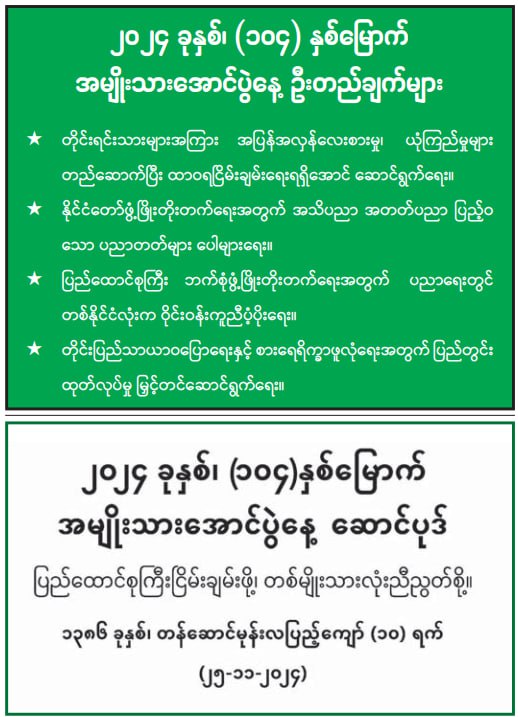 ၂၀၂၄ ခုနှစ်၊ (၁၀၄) နှစ်မြောက်
အမျိုးသားအောင်ပွဲနေ့ ဦးတည်ချက်များ
★ တိုင်းရင်းသားများအကြား အပြန်အလှန်လေးစားမှု၊ ယုံကြည်မှုများ
တည်ဆောက်ပြီး ထာဝရငြိမ်းချမ်းရေးရရှိအောင် ဆောင်ရွက်ရေး။
★ နိုင်ငံတော်ဖွံ့ဖြိုးတိုးတက်ရေးအတွက် အသိပညာ အတတ်ပညာ ပြည့်ဝ
သော ပညာတတ်များ ပေါများရေး။
★ ပြည်ထောင်စုကြီး ဘက်စုံဖွံ့ဖြိုးတိုးတက်ရေးအတွက် ပညာရေးတွင်
တစ်နိုင်ငံလုံးက ဝိုင်းဝန်းကူညီပံ့ပိုးရေး။
★ တိုင်းပြည်သာယာဝပြောရေးနှင့် စားရေရိက္ခာဖူလုံရေးအတွက် ပြည်တွင်း
ထုတ်လုပ်မှု မြှင့်တင်ဆောင်ရွက်ရေး။
၂၀၂၄ ခုနှစ်၊ (၁၀၄)နှစ်မြောက်
အမျိုးသားအောင်ပွဲနေ့ ဆောင်ပုဒ်
ပြည်ထောင်စုကြီးငြိမ်းချမ်းဖို့၊ တစ်မျိုးသားလုံးညီညွတ်စို့။
၁၃၈၆ ခုနှစ်၊ တန်ဆောင်မုန်းလပြည့်ကျော် (၁၀) ရက်
(၂၅-၁၁-၂၀၂၄)